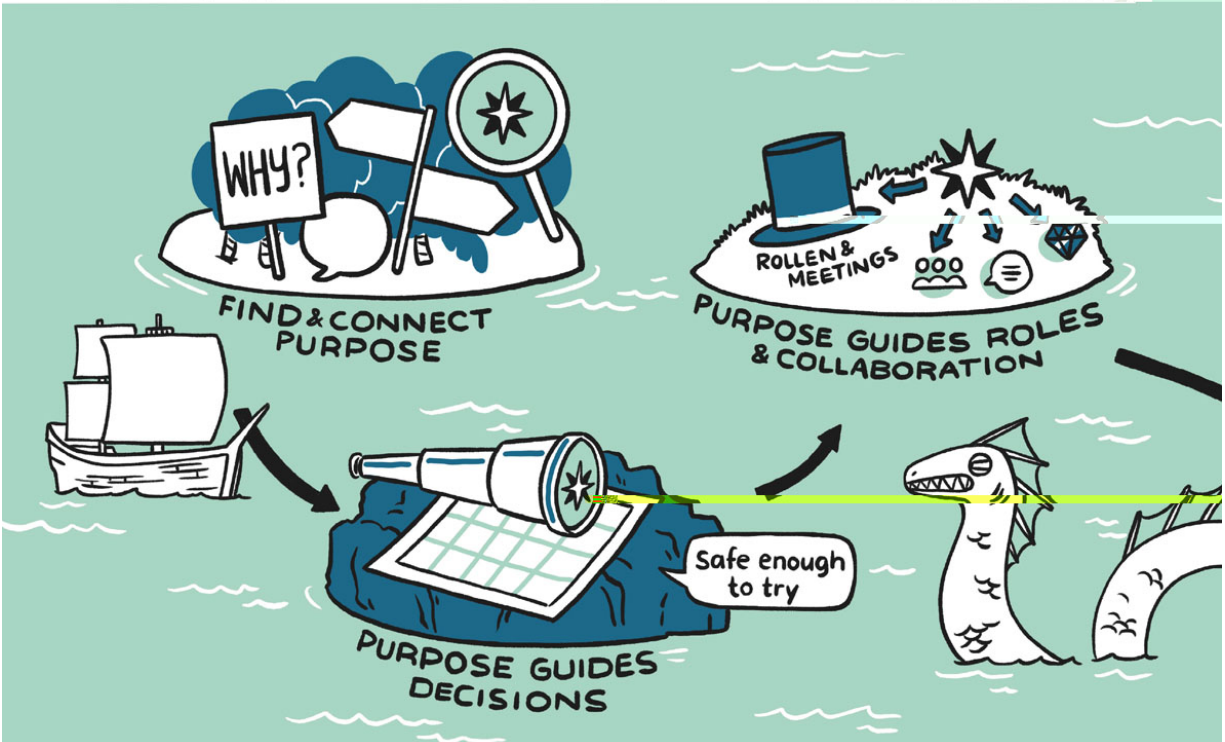 WHY?
FIND & CONNECT
PURPOSE
Safe enough
to try
PURPOSE GUIDES
DECISIONS
ROLLEN &
MEETINGS
PURPOSE GUIDES ROLES
& COLLABORATION